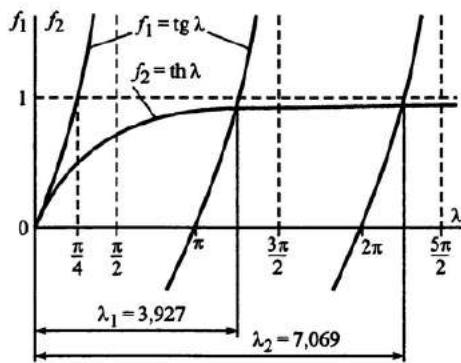 f₁ f₂
f₁ = tg λ
f₂ = th λ
1
0
π/4
π/2
π
3π/2
2π
5π/2
λ
λ₁ = 3,927
λ₂ = 7,069